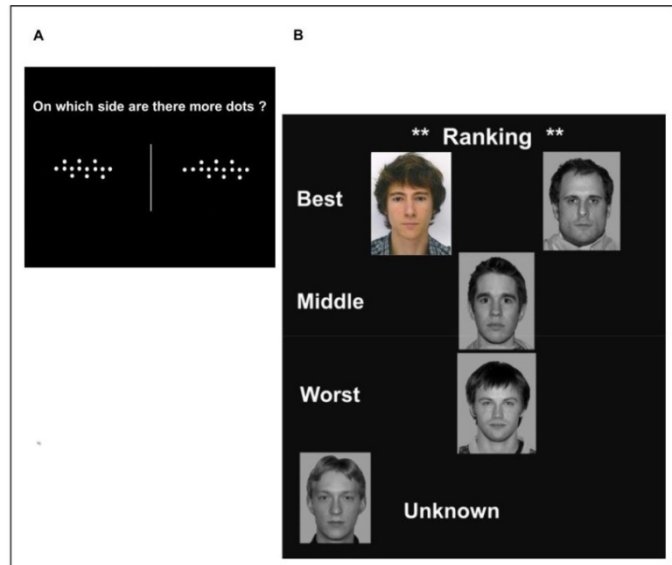 A
B
On which side are there more dots ?
** Ranking **
Best
Middle
Worst
Unknown